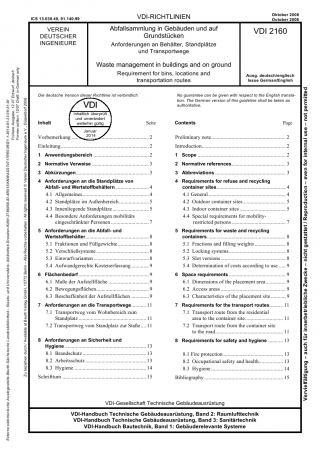 ICS 13.030.40, 91.140.99
VDI-RICHTLINIEN
Oktober 2008
October 2008
VEREIN
DEUTSCHER
INGENIEURE
Abfallsammlung in Gebäuden und auf
Grundstücken
Anforderungen an Behälter, Standplätze
und Transportwege
Waste management in buildings and on ground
Requirement for bins, locations and
transportation routes
VDI 2160
Ausg. deutsch/englisch
Issue German/English
Die deutsche Version dieser Richtlinie ist verbindlich.
No guarantee can be given with respect to the English transla-
tion. The German version of this guideline shall be taken as
authoritative.
VDI
Inhaltlich überprüft
und unverändert
weiterhin gültig
Januar
2014
Inhalt Seite
Vorbemerkung 2
Einleitung 2
1 Anwendungsbereich 2
2 Normative Verweise 2
3 Abkürzungen 3
4 Anforderungen an die Standplätze von
Abfall- und Wertstoffbehältern 4
4.1 Allgemeines 4
4.2 Standplätze im Außenbereich 5
4.3 Innenliegende Standplätze 5
4.4 Besondere Anforderungen mobilitäts
eingeschränkter Personen 7
5 Anforderungen an die Abfall- und
Wertstoffbehälter 8
5.1 Fraktionen und Füllgewichte 8
5.2 Verschließsysteme 8
5.3 Einwurfvarianten 8
5.4 Aufwandgerechte Kostenerfassung 9
6 Flächenbedarf 9
6.1 Maße der Aufstellfläche 9
6.2 Bewegungsfläche 9
6.3 Beschaffenheit der Aufstellflächen 9
7 Anforderungen an die Transportwege 11
7.1 Transportweg vom Wohnbereich zum
Standplatz 11
7.2 Transportweg vom Standplatz zur Straße 11
8 Anforderungen an Sicherheit und
Hygiene 13
8.1 Brandschutz 13
8.2 Arbeitsschutz 13
8.3 Hygiene 14
Schrifttum 15
Contents Page
Preliminary note 2
Introduction 2
1 Scope 2
2 Normative references 3
3 Abbreviations 3
4 Requirements for refuse and recycling
container sites 4
4.1 General 4
4.2 Outdoor container sites 5
4.3 Indoor container sites 5
4.4 Special requirements for mobility-
restricted persons 7
5 Requirements for waste and recycling
containers 8
5.1 Fractions and filling weights 8
5.2 Locking systems 8
5.3 Slot versions 8
5.4 Determination of costs according to use 9
6 Space requirements 9
6.1 Dimensions of the placement area 9
6.2 Access areas 9
6.3 Characteristics of the placement area 9
7 Requirements for the transport routes 11
7.1 Transport route from the residential
area to the container site 11
7.2 Transport route from the container site
to the road 11
8 Requirements for safety and hygiene 13
8.1 Fire protection 13
8.2 Occupational safety and health 13
8.3 Hygiene 14
Bibliography 15
VDI-Gesellschaft Technische Gebäudeausrüstung
VDI-Handbuch Technische Gebäudeausrüstung, Band 2: Raumlufttechnik
VDI-Handbuch Technische Gebäudeausrüstung, Band 3: Sanitärtechnik
VDI-Handbuch Bautechnik, Band 1: Gebäuderelevante Systeme
Vervielfältigung – auch für innerbetriebliche Zwecke – nicht gestattet / Reproduction – even for internal use – not permitted